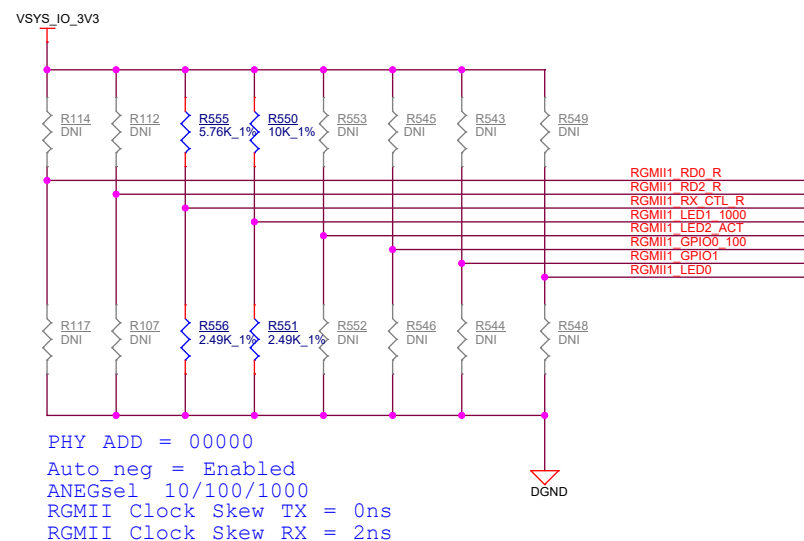 VSYS_IO_3V3
R114
DNI
R112
DNI
R555
5.76K_1%
R550
10K_1%
R553
DNI
R545
DNI
R543
DNI
R549
DNI
RGMII1_RD0_R
RGMII1_RD2_R
RGMII1_RX_CTL_R
RGMII1_LED1_1000
RGMII1_LED2_ACT
RGMII1_GPIO0_100
RGMII1_GPIO1
RGMII1_LED0
R117
DNI
R107
DNI
R556
2.49K_1%
R551
2.49K_1%
R552
DNI
R546
DNI
R544
DNI
R548
DNI
PHY ADD = 00000
Auto_neg = Enabled
ANEGsel 10/100/1000
RGMII Clock Skew TX = 0ns
RGMII Clock Skew RX = 2ns
DGND